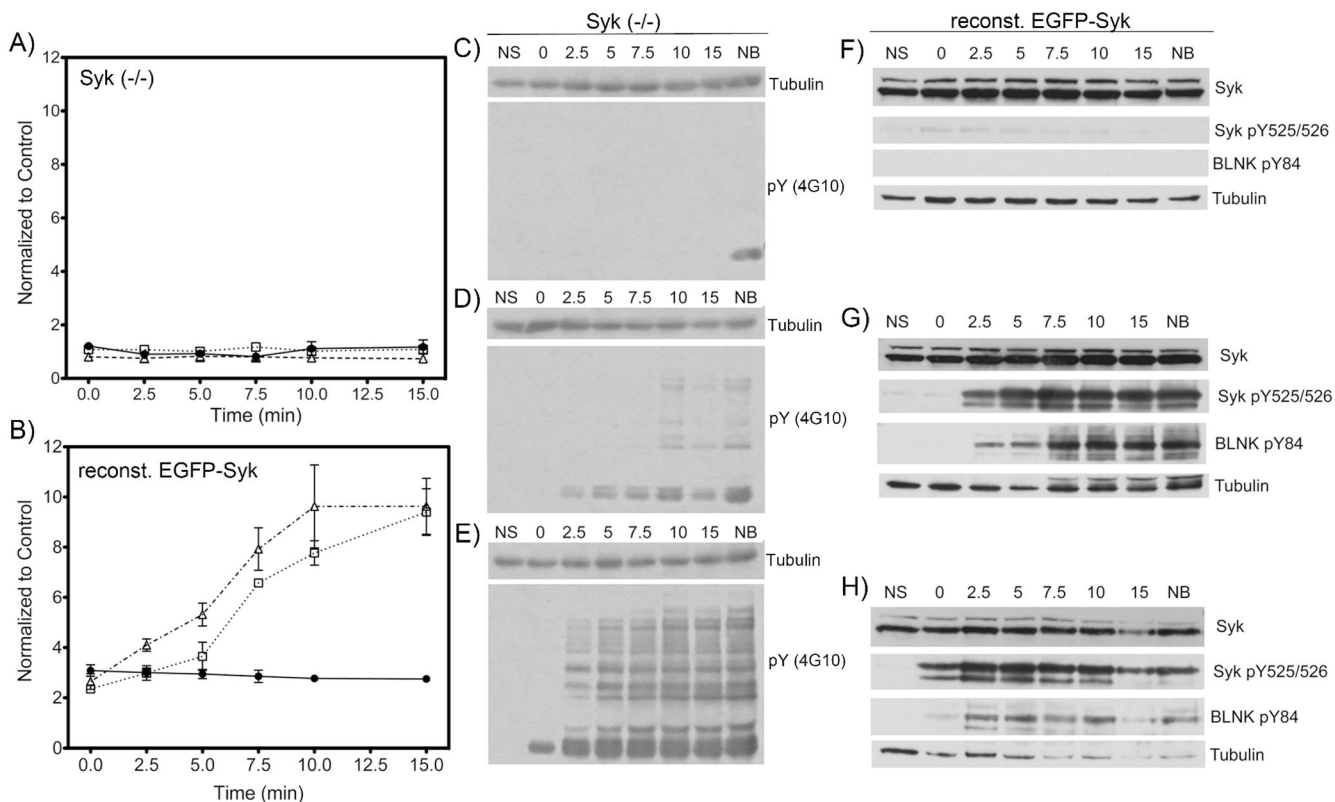 A)
12
10
8
6
4
2
0
Syk (-/-)
Normalized to Control
0.0 2.5 5.0 7.5 10.0 15.0
Time (min)
B)
12
10
8
6
4
2
0
reconst. EGFP-Syk
Normalized to Control
0.0 2.5 5.0 7.5 10.0 15.0
Time (min)
Syk (-/-)
C)
NS 0 2.5 5 7.5 10 15 NB
Tubulin
pY (4G10)
D)
NS 0 2.5 5 7.5 10 15 NB
Tubulin
pY (4G10)
E)
NS 0 2.5 5 7.5 10 15 NB
Tubulin
pY (4G10)
reconst. EGFP-Syk
F)
NS 0 2.5 5 7.5 10 15 NB
Syk
Syk pY525/526
BLNK pY84
Tubulin
G)
NS 0 2.5 5 7.5 10 15 NB
Syk
Syk pY525/526
BLNK pY84
Tubulin
H)
NS 0 2.5 5 7.5 10 15 NB
Syk
Syk pY525/526
BLNK pY84
Tubulin